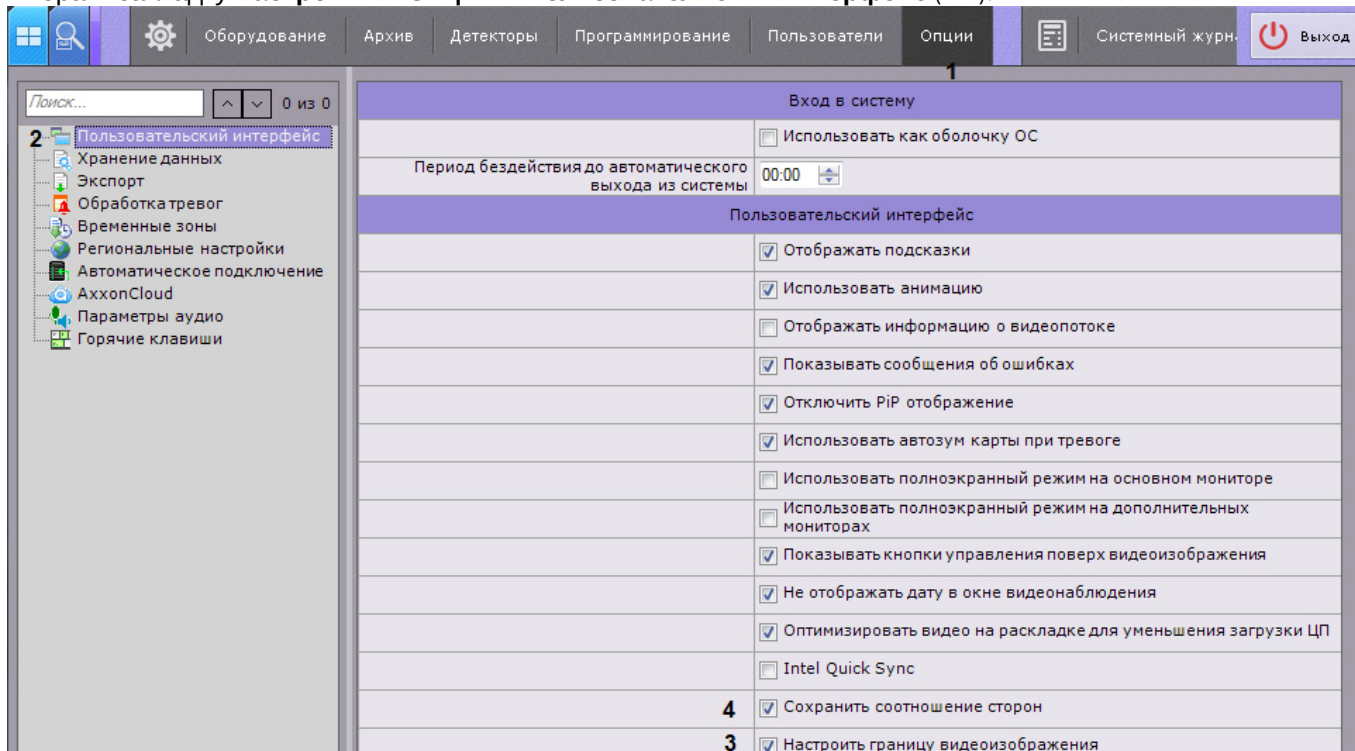 Оборудование Архив Детекторы Программирование Пользователи Опции Системный журн Выход
1
Поиск... 0 из 0
2 Пользовательский интерфейс
Хранение данных
Экспорт
Обработка тревог
Временные зоны
Региональные настройки
Автоматическое подключение
AxxonCloud
Параметры аудио
Горячие клавиши
Вход в систему
Использовать как оболочку ОС
Период бездействия до автоматического
выхода из системы 00:00
Пользовательский интерфейс
Отображать подсказки
Использовать анимацию
Отображать информацию о видеопотоке
Показывать сообщения об ошибках
Отключить PiP отображение
Использовать автозум карты при тревоге
Использовать полноэкранный режим на основном мониторе
Использовать полноэкранный режим на дополнительных
мониторах
Показывать кнопки управления поверх видеоизображения
Не отображать дату в окне видеонаблюдения
Оптимизировать видео на раскладке для уменьшения загрузки ЦП
Intel Quick Sync
4 Сохранить соотношение сторон
3 Настроить границу видеоизображения